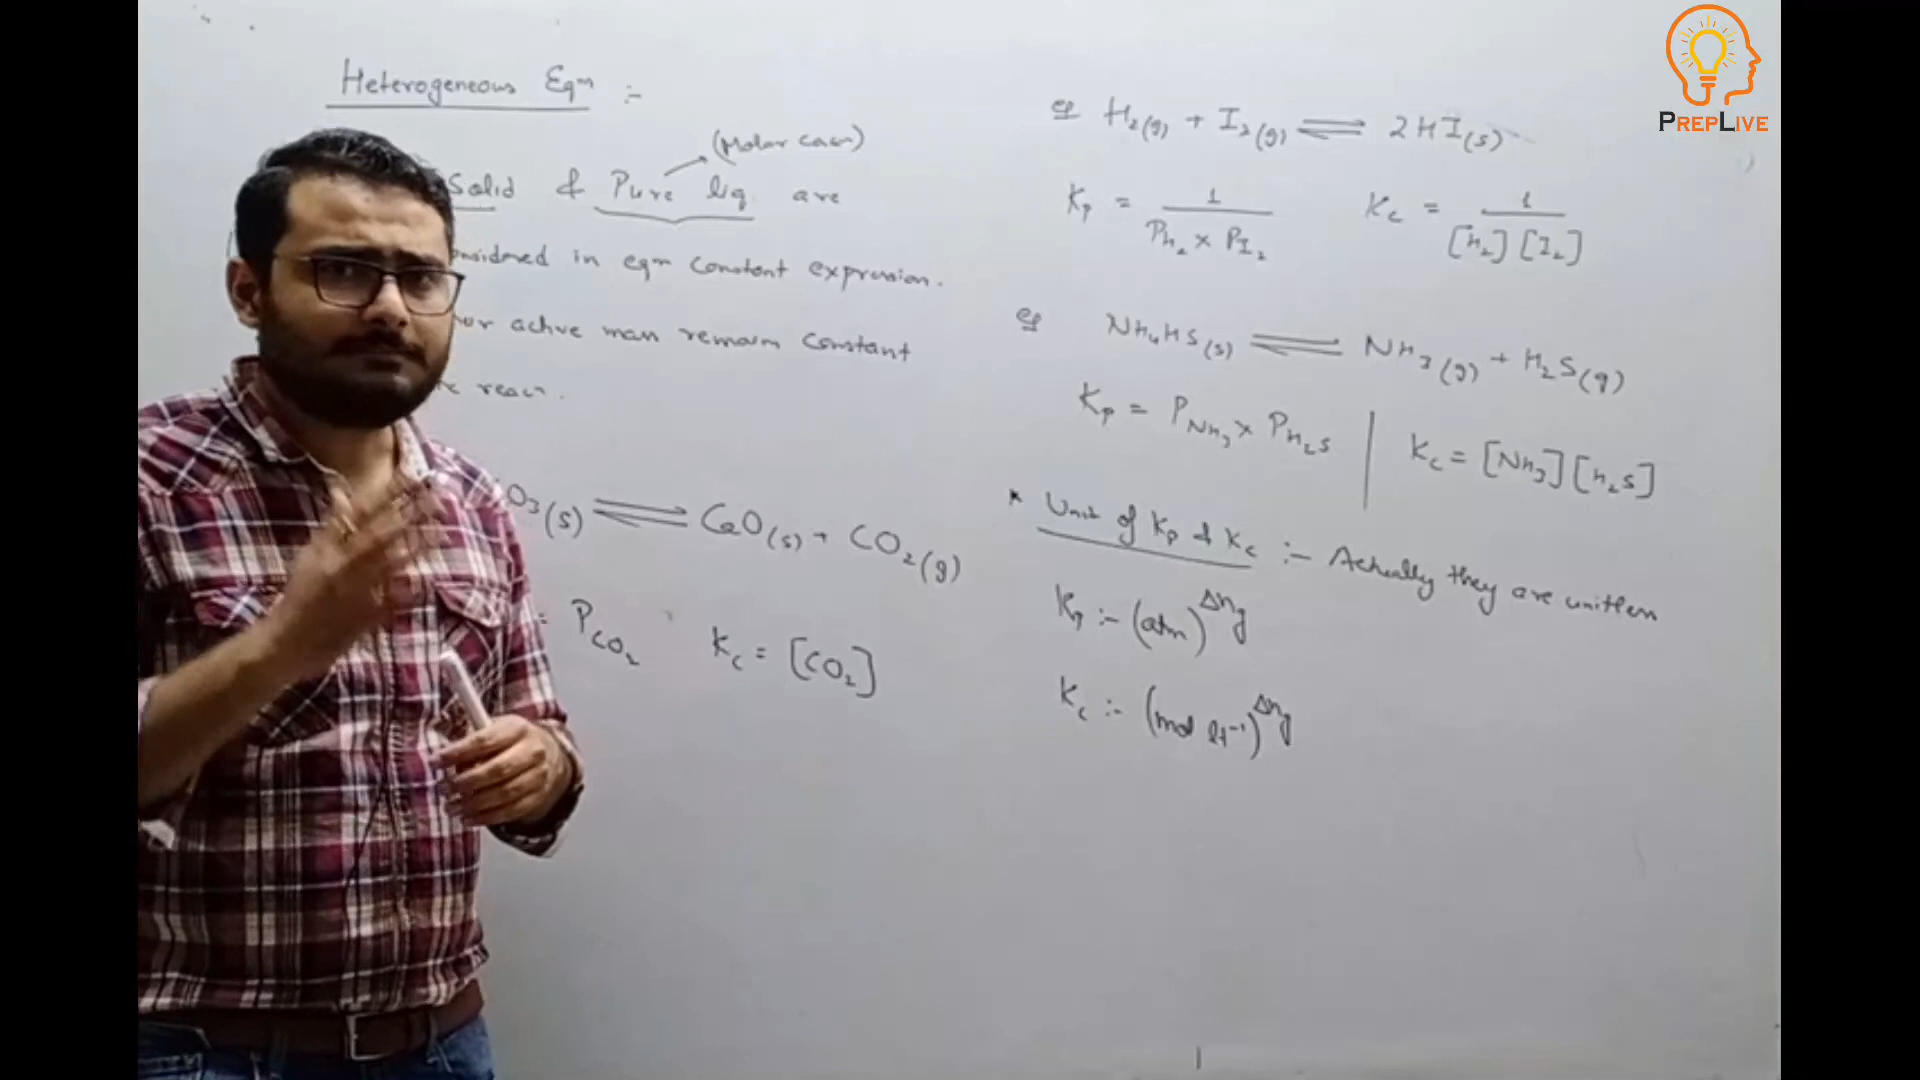 Heterogeneous Eqm :-
(Molar concn)
Solid & Pure liq. are
onsidered in eqm constant expression.
active mass remain constant
reacn.
O3(s) ⇌ CaO(s) + CO2(g)
= PCO2 Kc = [CO2]
eg H2(g) + I2(g) ⇌ 2HI(s)
Kp = 1 / PH2 × PI2 Kc = 1 / [H2] [I2]
eg NH4HS(s) ⇌ NH3(g) + H2S(g)
Kp = PNH3 × PH2S | Kc = [NH3] [H2S]
* Unit of Kp & Kc :- Actually they are unitless
Kp :- (atm)^Δng
Kc :- (mol lt-1)^Δng
PREPLIVE